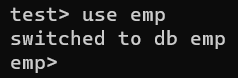 test> use emp
switched to db emp
emp>